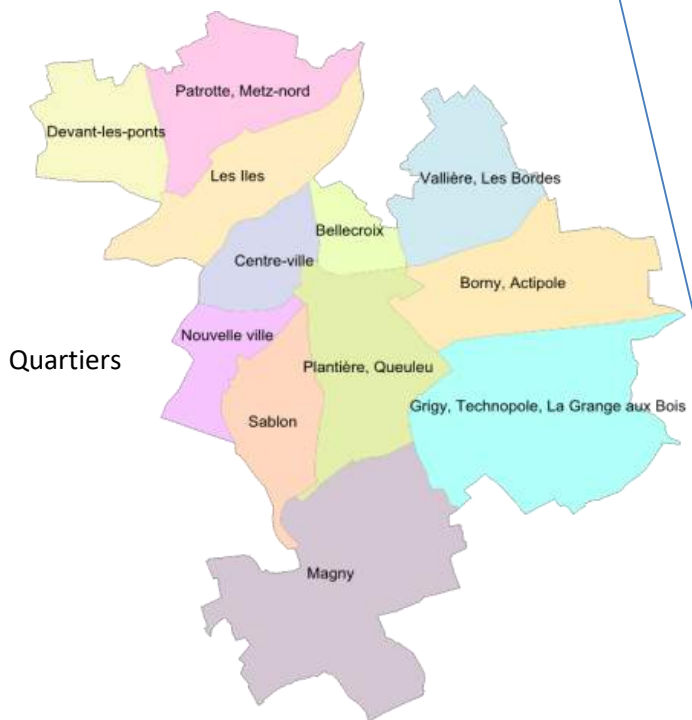 Patrotte, Metz-nord
Devant-les-ponts
Les Iles
Vallière, Les Bordes
Bellecroix
Centre-ville
Borny, Actipole
Nouvelle ville
Quartiers
Plantière, Queuleu
Grigy, Technopole, La Grange aux Bois
Sablon
Magny